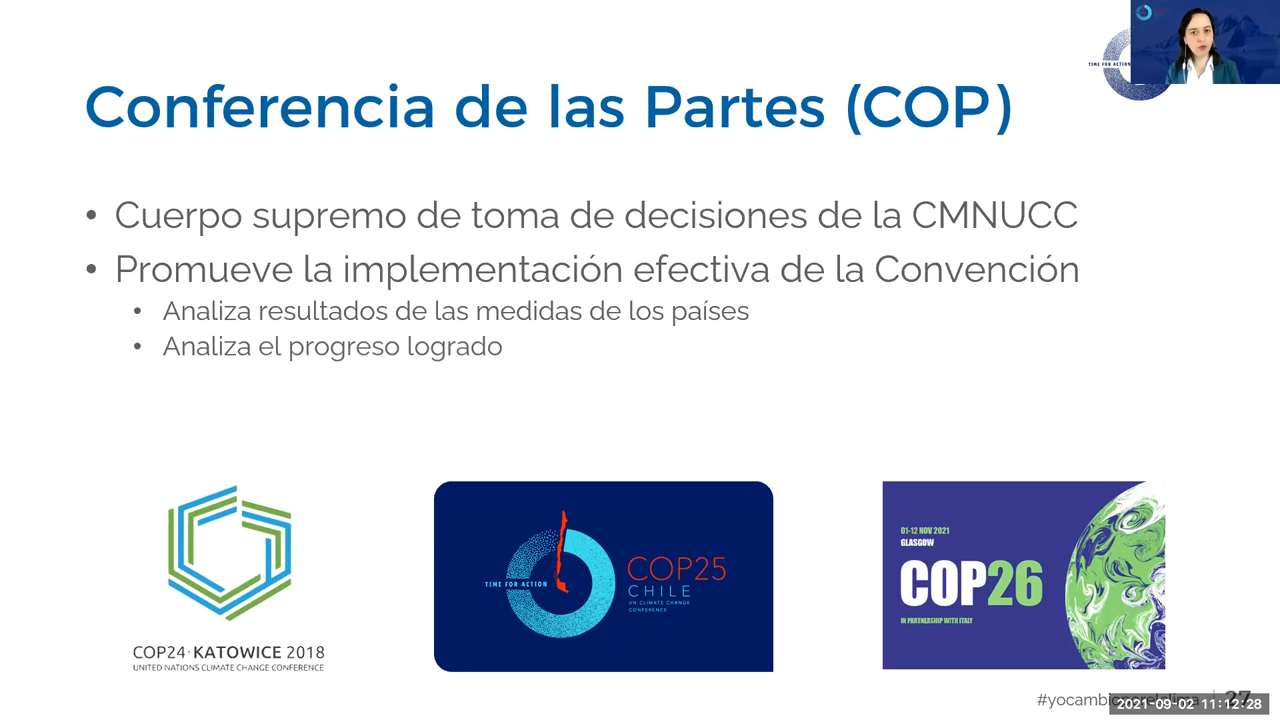 TIME FOR ACTION
Conferencia de las Partes (COP)
• Cuerpo supremo de toma de decisiones de la CMNUCC
• Promueve la implementación efectiva de la Convención
• Analiza resultados de las medidas de los países
• Analiza el progreso logrado
COP24·KATOWICE 2018
UNITED NATIONS CLIMATE CHANGE CONFERENCE
TIME FOR ACTION
COP25
CHILE
UN CLIMATE CHANGE
CONFERENCE
01-12 NOV 2021
GLASGOW
COP26
IN PARTNERSHIP WITH ITALY
#yocambioporelclima | 27
2021-09-02 11:12:28